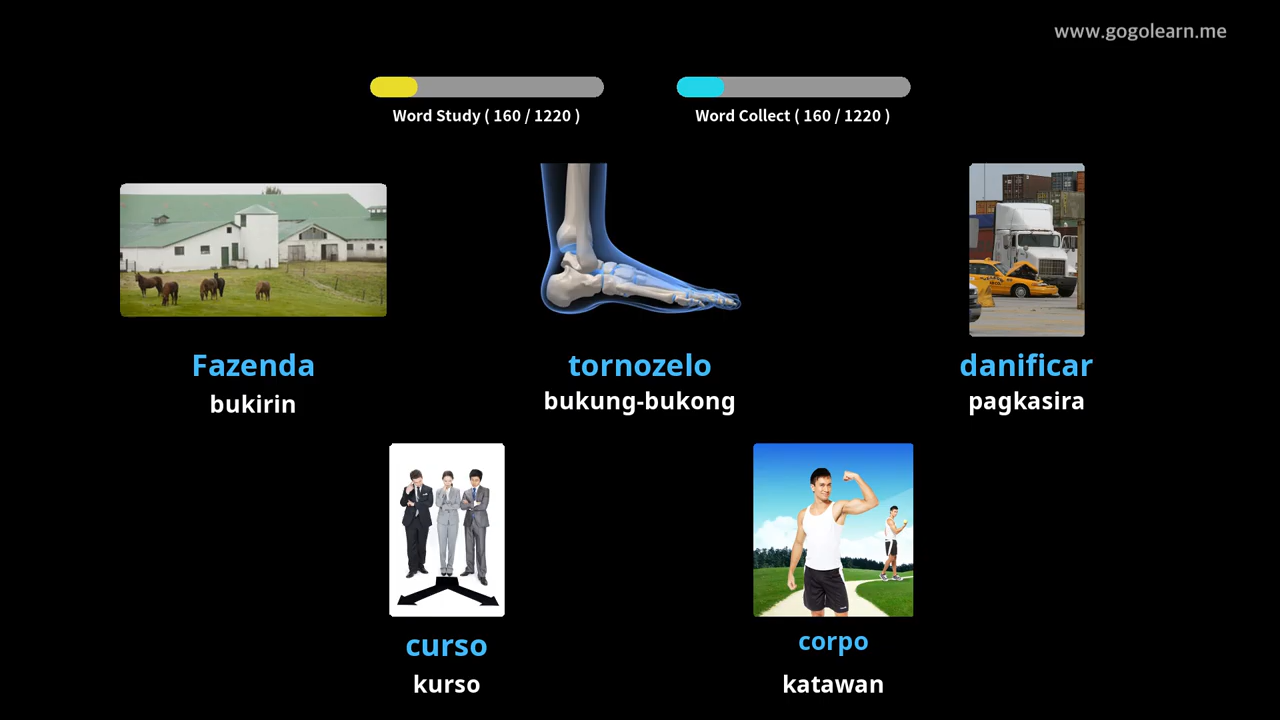 www.gogolearn.me
Word Study ( 160 / 1220 )
Word Collect ( 160 / 1220 )
Fazenda
bukirin
tornozelo
bukung-bukong
danificar
pagkasira
curso
kurso
corpo
katawan